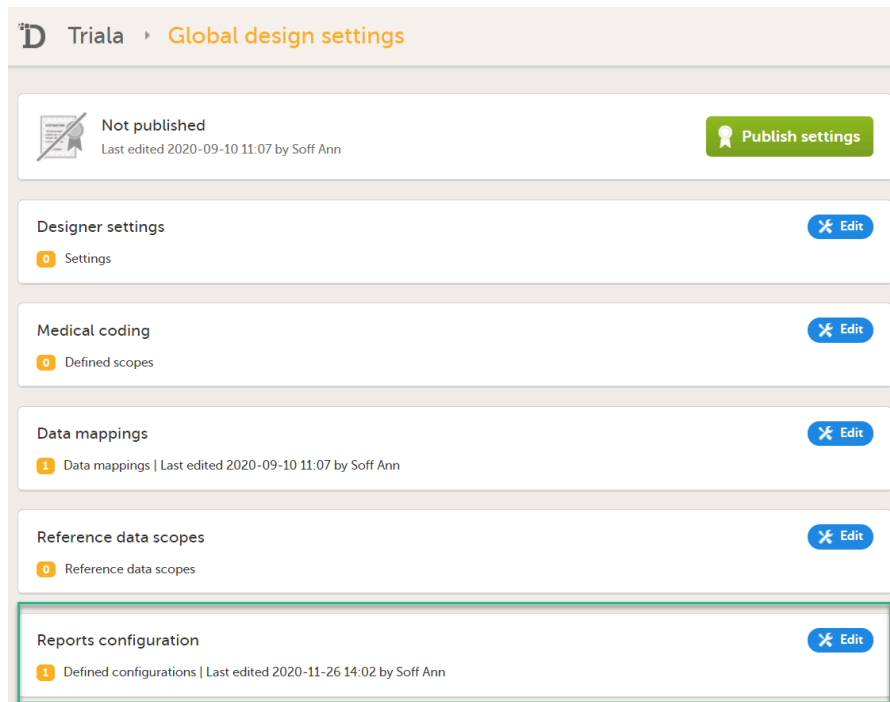 D Triala ▸ Global design settings
Not published
Last edited 2020-09-10 11:07 by Soff Ann
Publish settings
Designer settings
Edit
0 Settings
Medical coding
Edit
0 Defined scopes
Data mappings
Edit
1 Data mappings | Last edited 2020-09-10 11:07 by Soff Ann
Reference data scopes
Edit
0 Reference data scopes
Reports configuration
Edit
1 Defined configurations | Last edited 2020-11-26 14:02 by Soff Ann